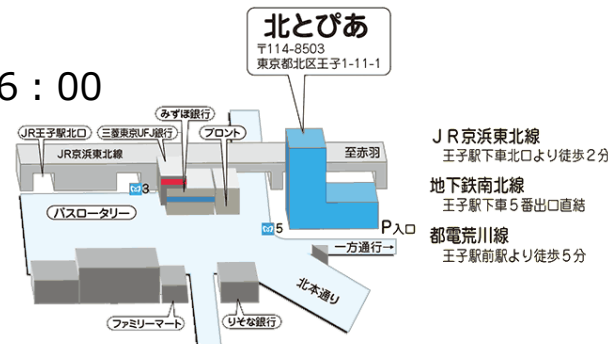 北とぴあ
〒114-8503
東京都北区王子1-11-1
6：00
みずほ銀行
JR王子駅北口
三菱東京UFJ銀行
プロント
JR京浜東北線
至赤羽
3
バスロータリー
5
P入口
一方通行→
北本通り
ファミリーマート
りそな銀行
ＪＲ京浜東北線
王子駅下車北口より徒歩２分
地下鉄南北線
王子駅下車５番出口直結
都電荒川線
王子駅前駅より徒歩５分